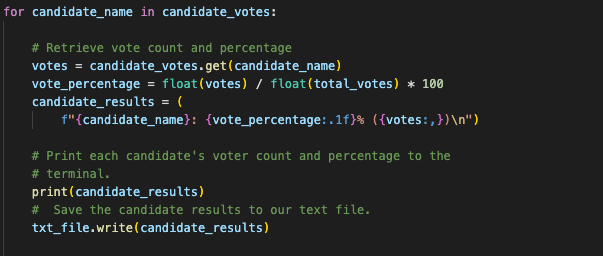 for candidate_name in candidate_votes:
    # Retrieve vote count and percentage
    votes = candidate_votes.get(candidate_name)
    vote_percentage = float(votes) / float(total_votes) * 100
    candidate_results = (
        f"{candidate_name}: {vote_percentage:.1f}% ({votes:,})\n")
    # Print each candidate's voter count and percentage to the
    # terminal.
    print(candidate_results)
    #  Save the candidate results to our text file.
    txt_file.write(candidate_results)